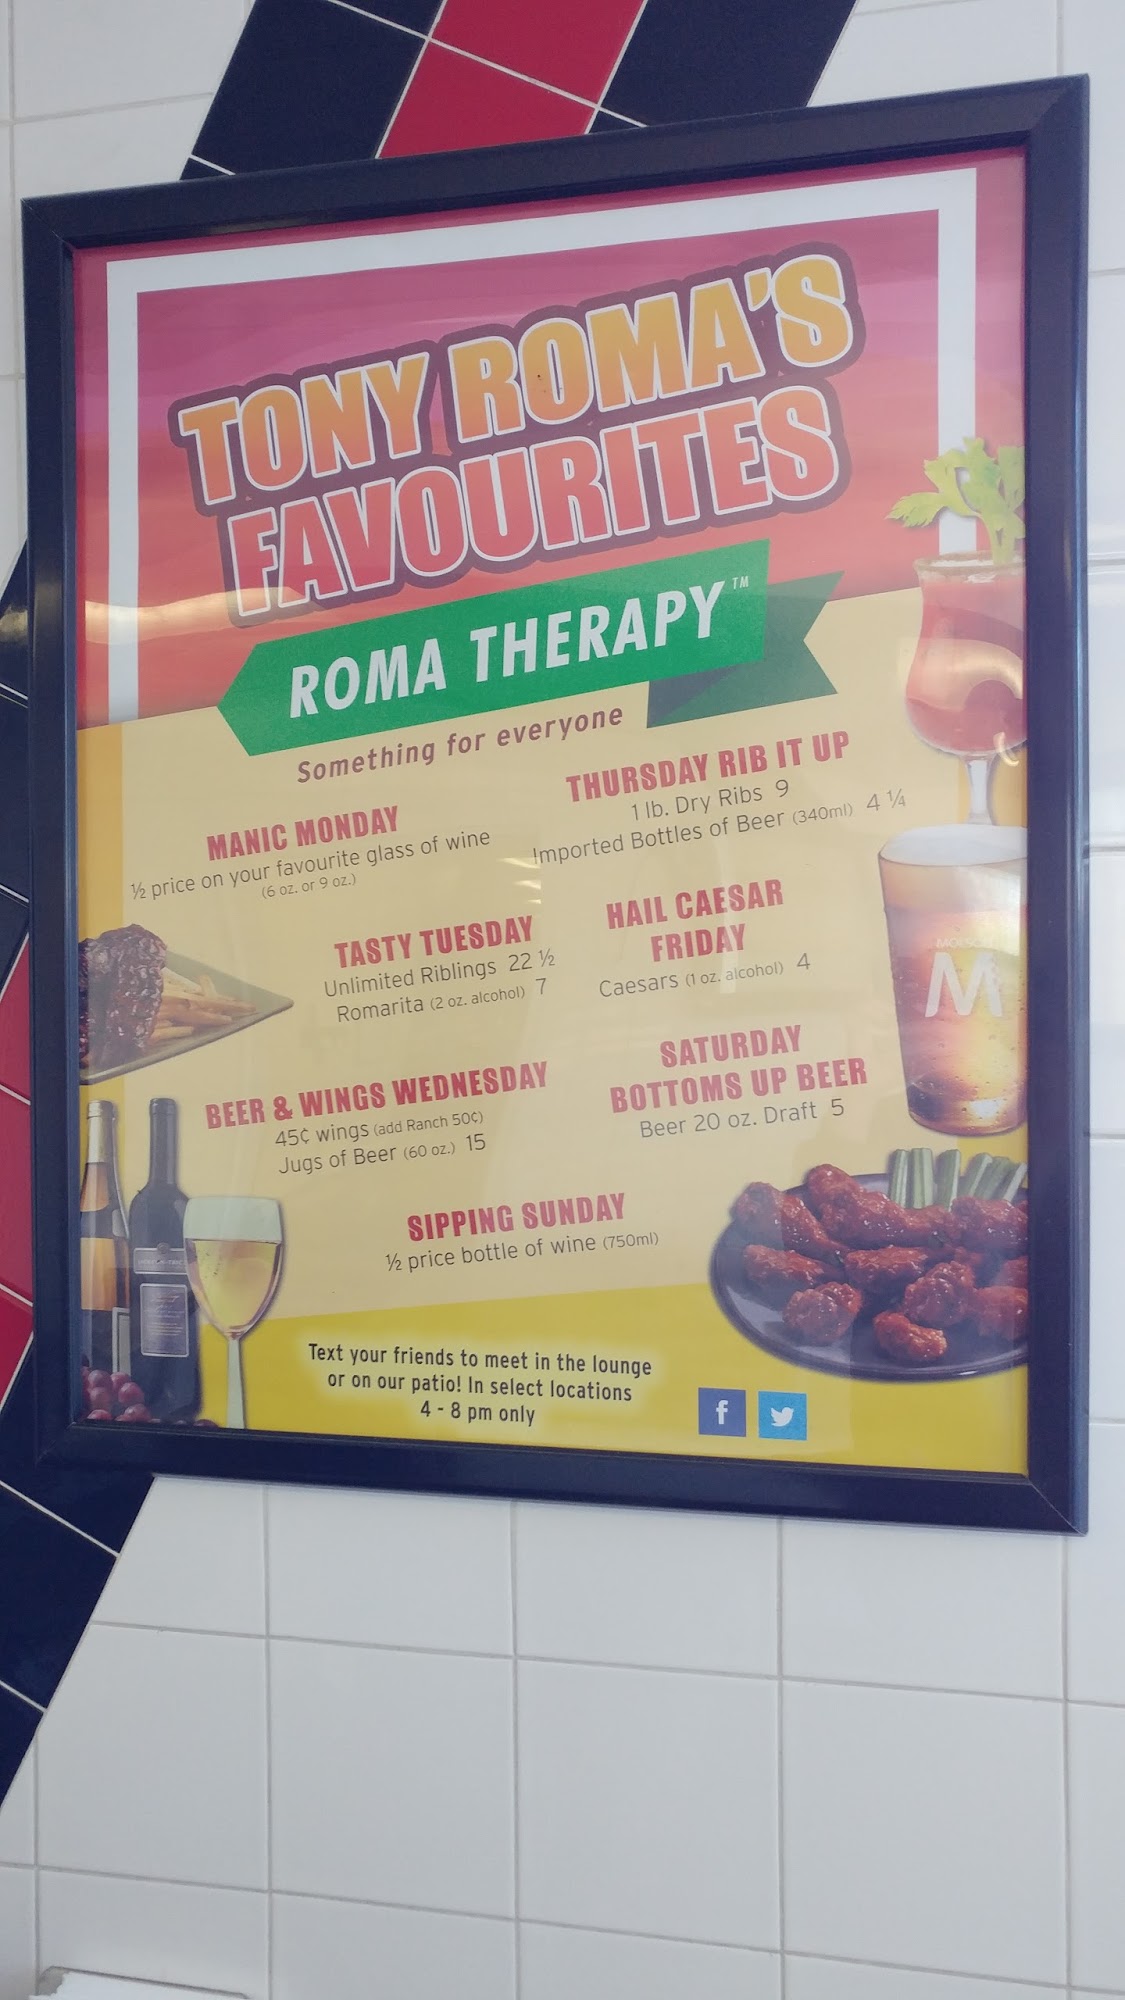 TONY ROMA'S
FAVOURITES
ROMA THERAPY™
Something for everyone
MANIC MONDAY
½ price on your favourite glass of wine
(6 oz. or 9 oz.)
TASTY TUESDAY
Unlimited Riblings 22 ½
Romarita (2 oz. alcohol) 7
BEER & WINGS WEDNESDAY
45¢ wings (add Ranch 50¢)
Jugs of Beer (60 oz.) 15
THURSDAY RIB IT UP
1 lb. Dry Ribs 9
Imported Bottles of Beer (340ml) 4 ¼
HAIL CAESAR
FRIDAY
Caesars (1 oz. alcohol) 4
SATURDAY
BOTTOMS UP BEER
Beer 20 oz. Draft 5
SIPPING SUNDAY
½ price bottle of wine (750ml)
Text your friends to meet in the lounge
or on our patio! In select locations
4 - 8 pm only
f
MOLSON
M